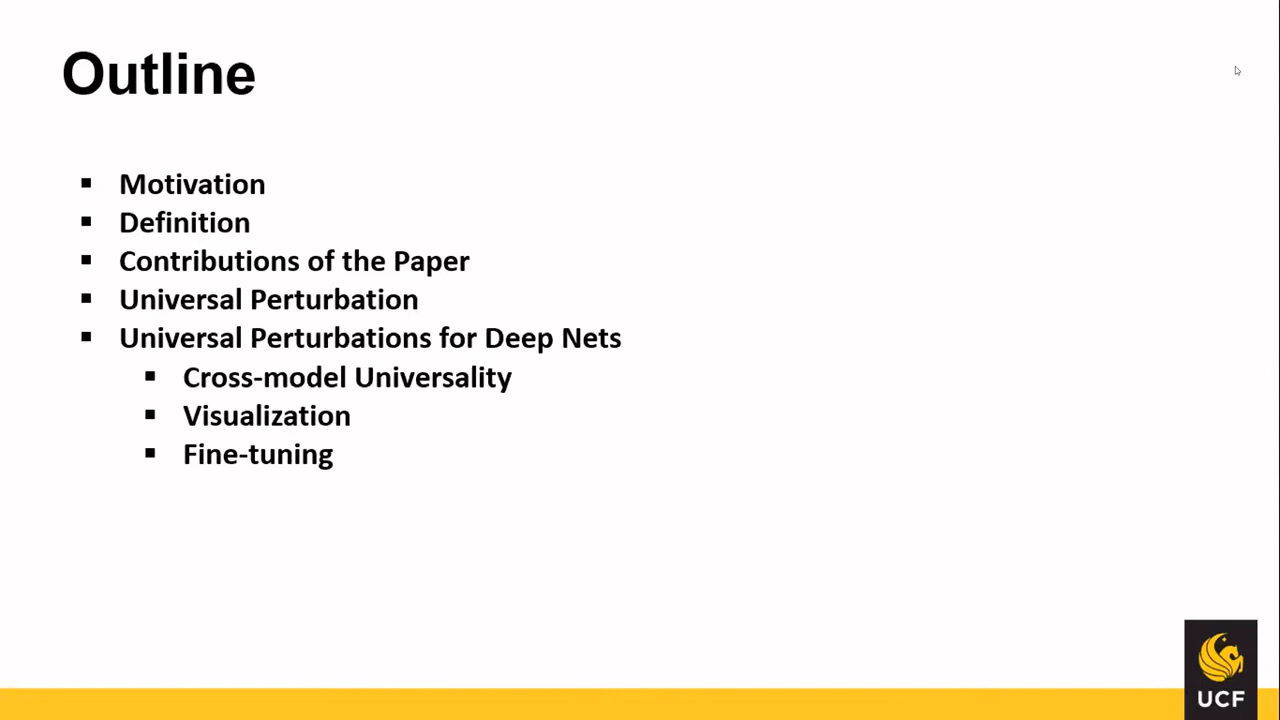 Outline
▪ Motivation
▪ Definition
▪ Contributions of the Paper
▪ Universal Perturbation
▪ Universal Perturbations for Deep Nets
▪ Cross-model Universality
▪ Visualization
▪ Fine-tuning
UCF